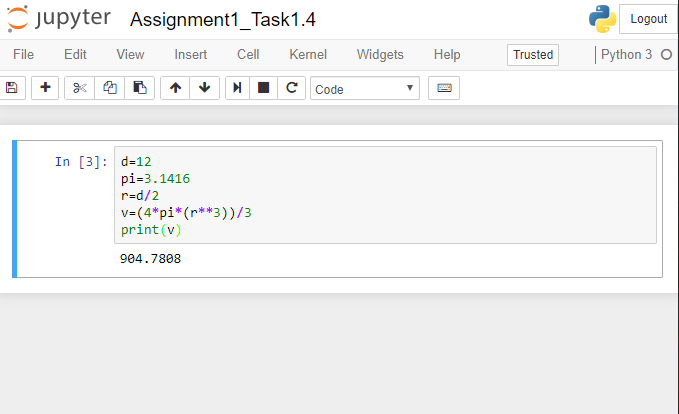 jupyter Assignment1_Task1.4 Logout
File Edit View Insert Cell Kernel Widgets Help Trusted Python 3
Code
In [3]: d=12
pi=3.1416
r=d/2
v=(4*pi*(r**3))/3
print(v)
904.7808